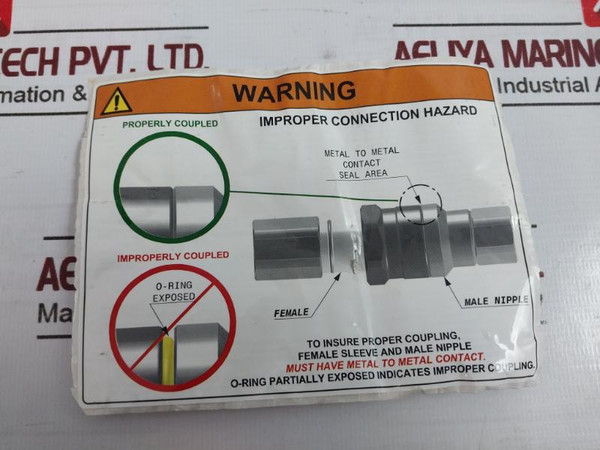 TECH PVT. LTD.
AELIYA MARINE
mation &
Industrial A
WARNING
IMPROPER CONNECTION HAZARD
PROPERLY COUPLED
METAL TO METAL
CONTACT
SEAL AREA
IMPROPERLY COUPLED
O-RING
EXPOSED
FEMALE
MALE NIPPLE
TO INSURE PROPER COUPLING,
FEMALE SLEEVE AND MALE NIPPLE
MUST HAVE METAL TO METAL CONTACT.
O-RING PARTIALLY EXPOSED INDICATES IMPROPER COUPLING.
AE
Ma